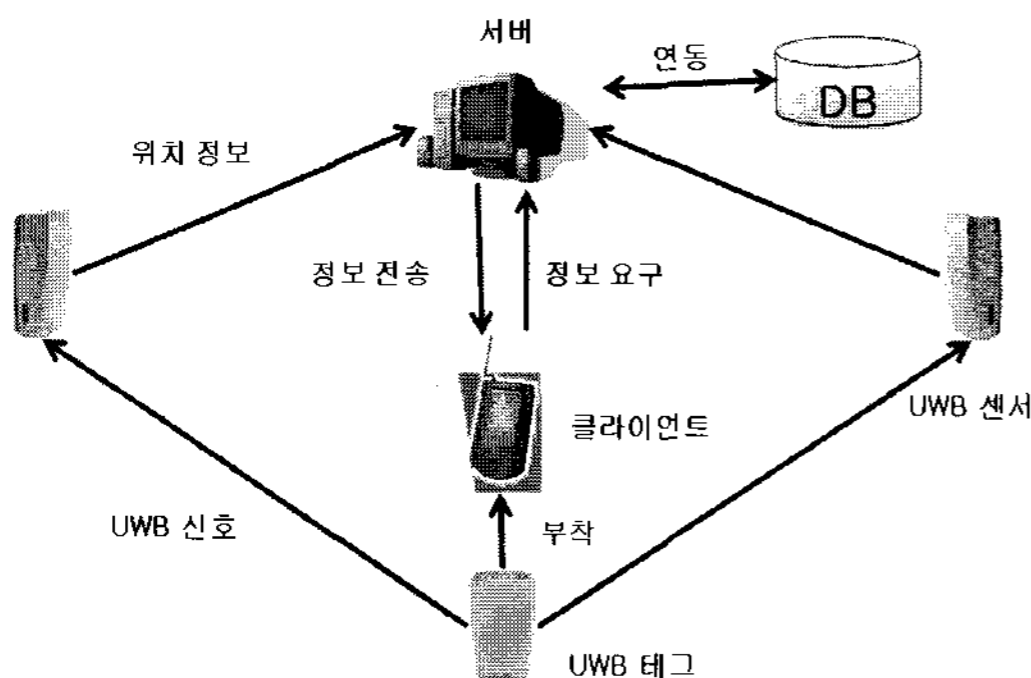 서버
연동
DB
위치 정보
정보 전송
정보 요구
클라이언트
UWB 센서
UWB 신호
부착
UWB 테그